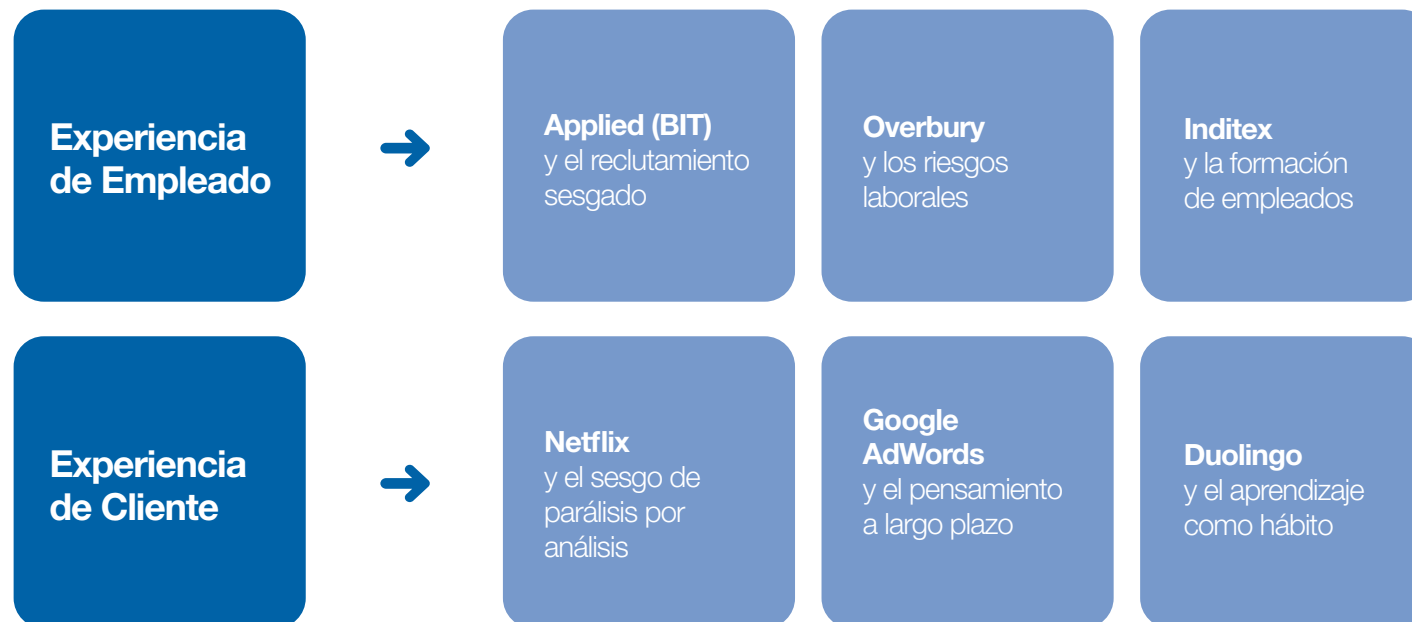 Experiencia
de Empleado
Applied (BIT)
y el reclutamiento
sesgado
Overbury
y los riesgos
laborales
Inditex
y la formación
de empleados
Experiencia
de Cliente
Netflix
y el sesgo de
parálisis por
análisis
Google
AdWords
y el pensamiento
a largo plazo
Duolingo
y el aprendizaje
como hábito